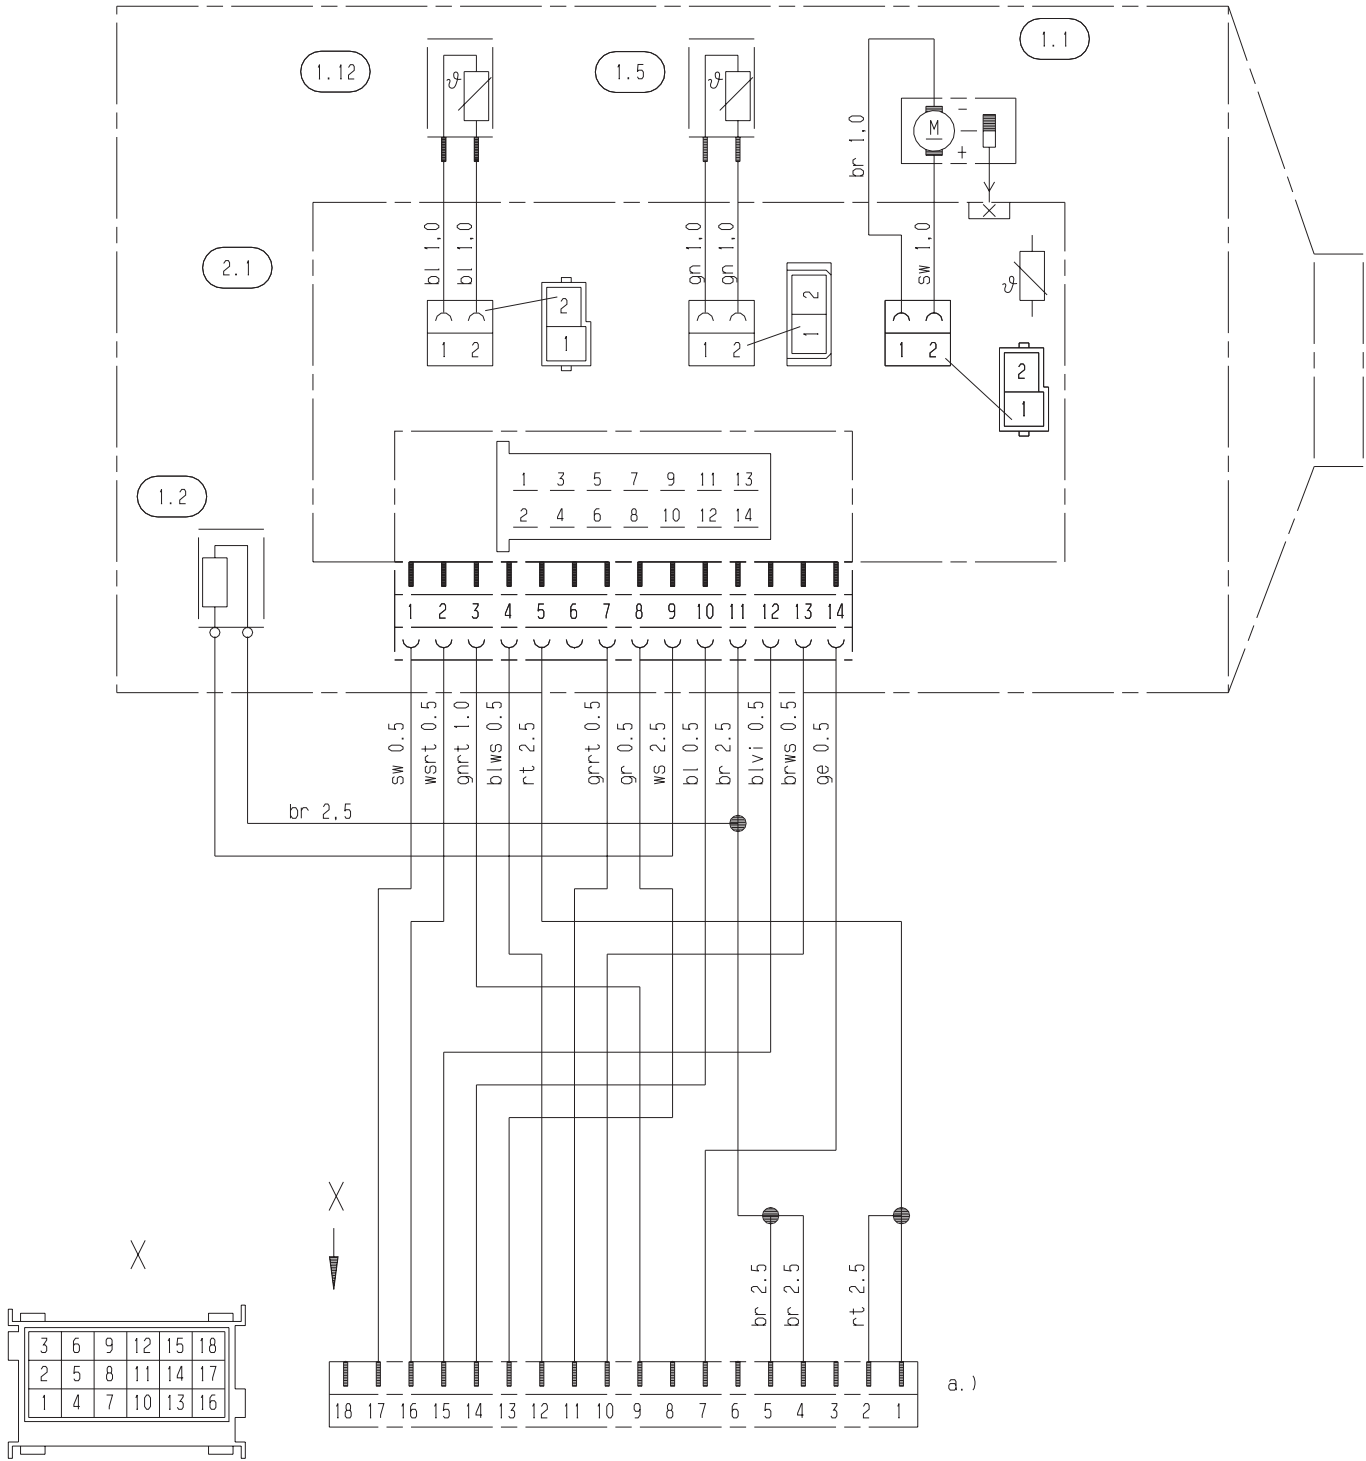 1.12
1.5
1.1
ϑ
ϑ
M
-
+
br 1,0
2.1
bl 1,0
bl 1,0
gn 1,0
gn 1,0
sw 1,0
ϑ
2
1
2
1
1 2
1 2
1 2
2
1
1.2
1 3 5 7 9 11 13
2 4 6 8 10 12 14
1 2 3 4 5 6 7 8 9 10 11 12 13 14
sw 0.5
wsrt 0.5
gnrt 1.0
blws 0.5
rt 2.5
grrt 0.5
gr 0.5
ws 2.5
bl 0.5
br 2.5
blvi 0.5
brws 0.5
ge 0.5
br 2,5
X
X
br 2.5
br 2.5
rt 2.5
3 6 9 12 15 18
2 5 8 11 14 17
1 4 7 10 13 16
a.)
18 17 16 15 14 13 12 11 10 9 8 7 6 5 4 3 2 1